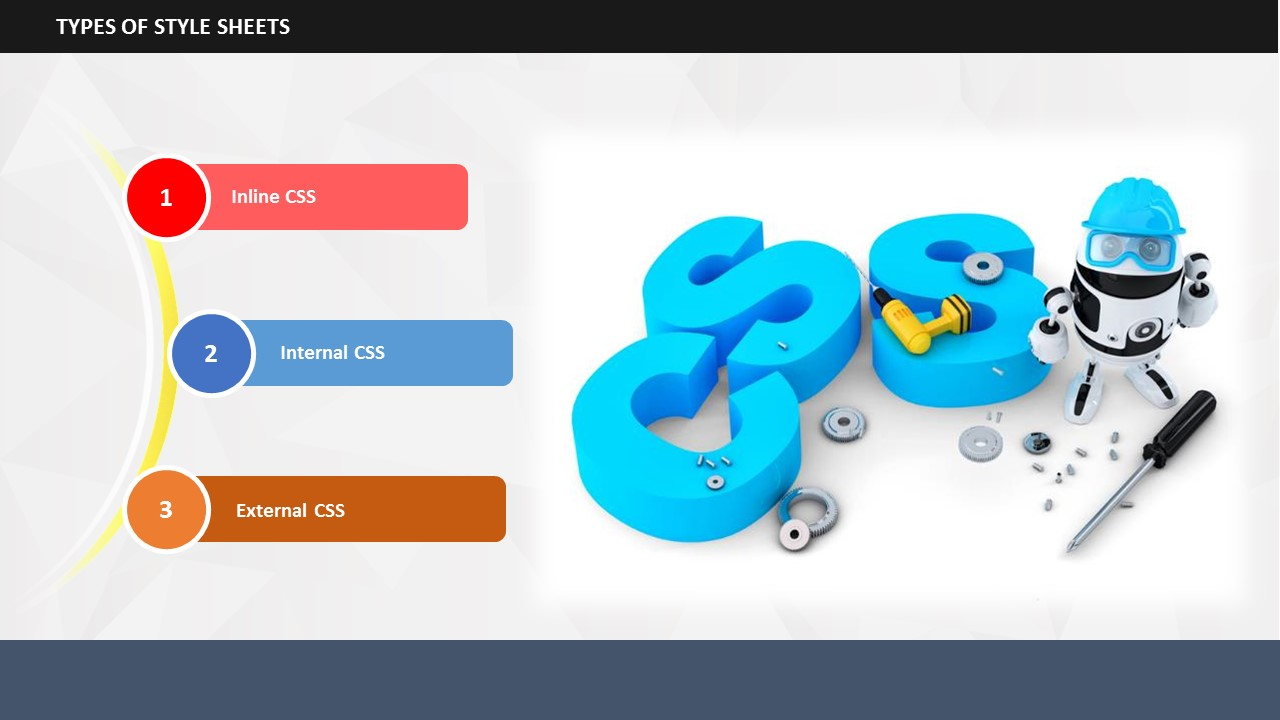 TYPES OF STYLE SHEETS
1 Inline CSS
2 Internal CSS
3 External CSS
CSS